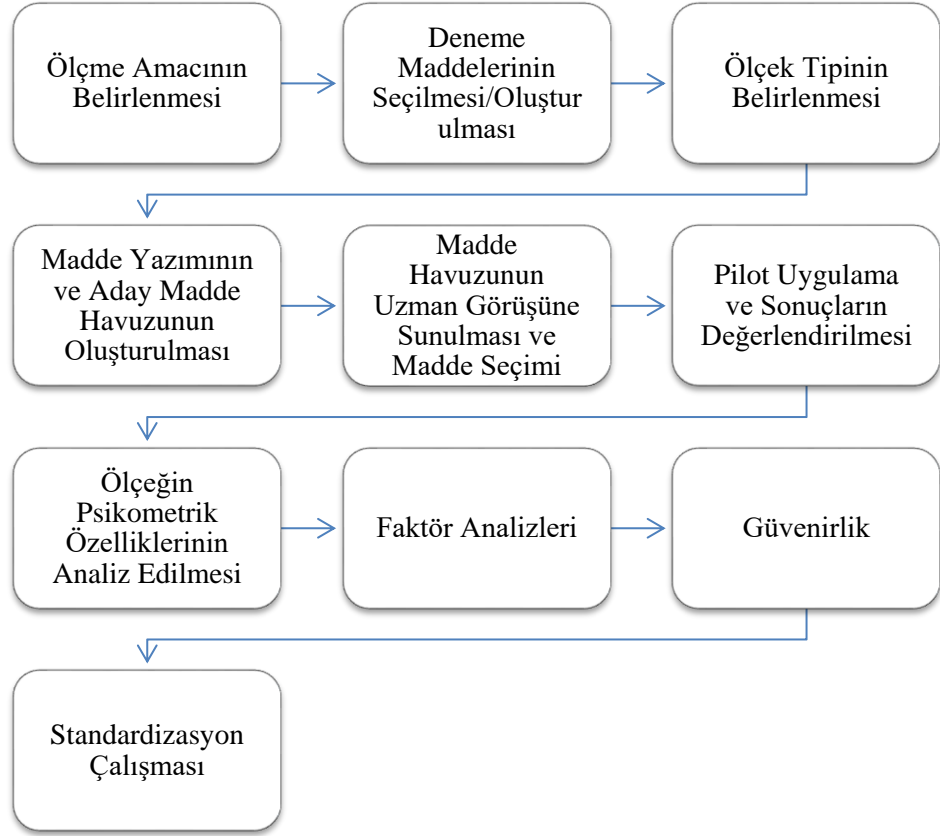 Ölçme Amacının
Belirlenmesi
Deneme
Maddelerinin
Seçilmesi/Oluştur
ulması
Ölçek Tipinin
Belirlenmesi
Madde Yazımının
ve Aday Madde
Havuzunun
Oluşturulması
Madde
Havuzunun
Uzman Görüşüne
Sunulması ve
Madde Seçimi
Pilot Uygulama
ve Sonuçların
Değerlendirilmesi
Ölçeğin
Psikometrik
Özelliklerinin
Analiz Edilmesi
Faktör Analizleri
Güvenirlik
Standardizasyon
Çalışması